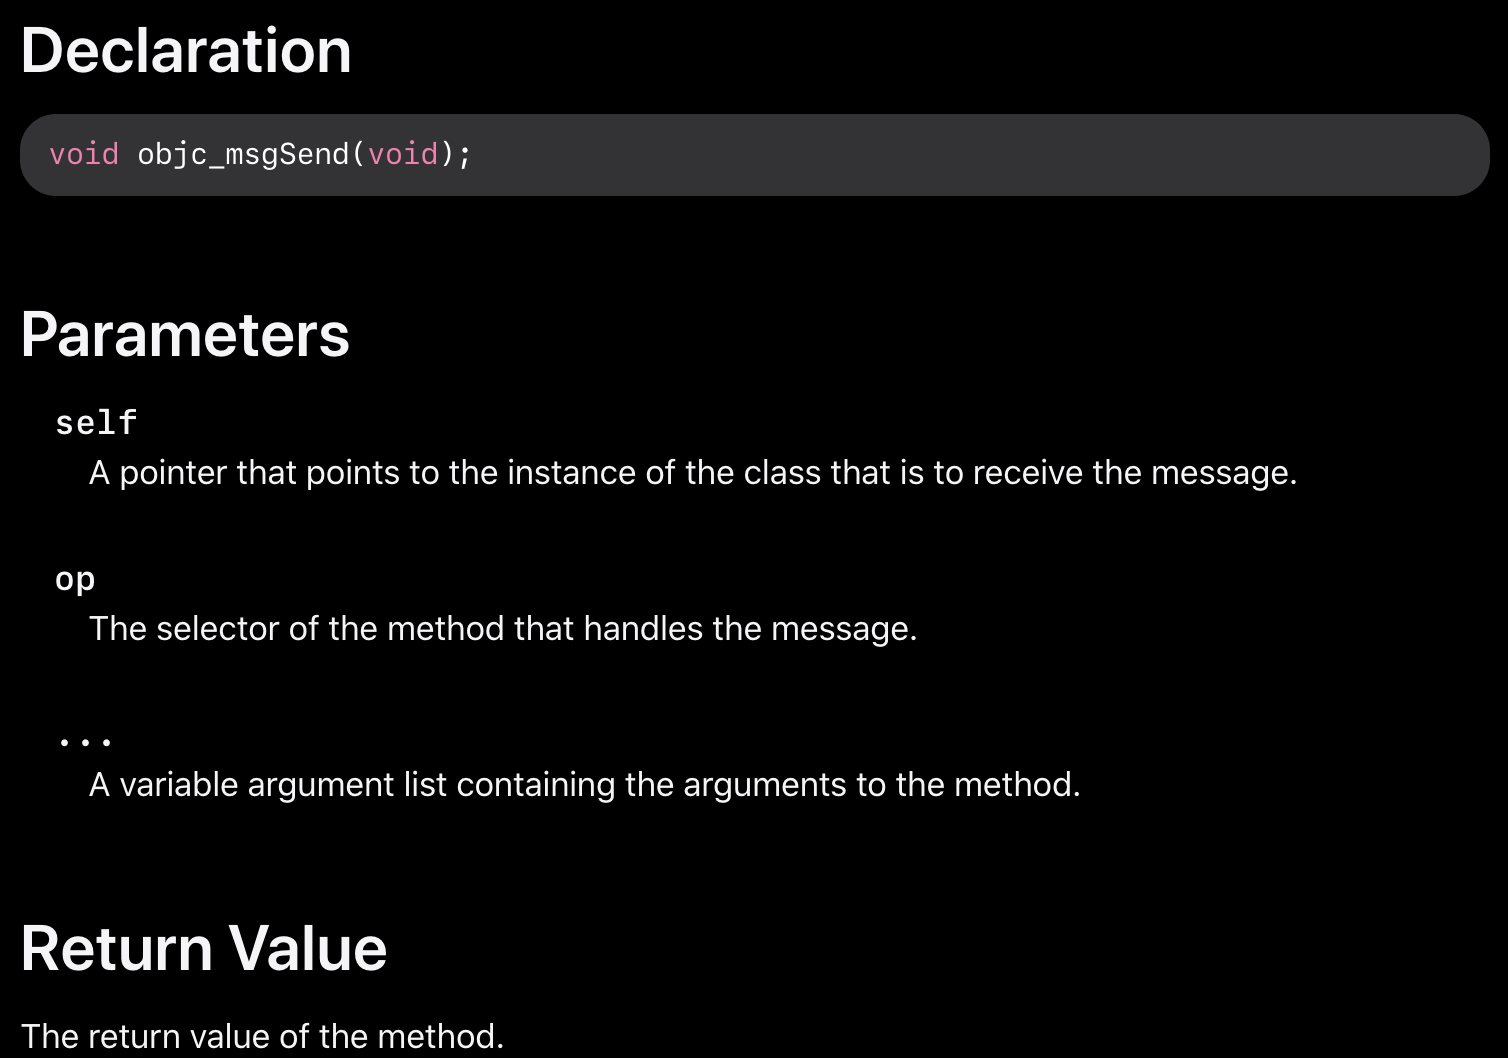 Declaration
void objc_msgSend(void);
Parameters
self
A pointer that points to the instance of the class that is to receive the message.
op
The selector of the method that handles the message.
...
A variable argument list containing the arguments to the method.
Return Value
The return value of the method.